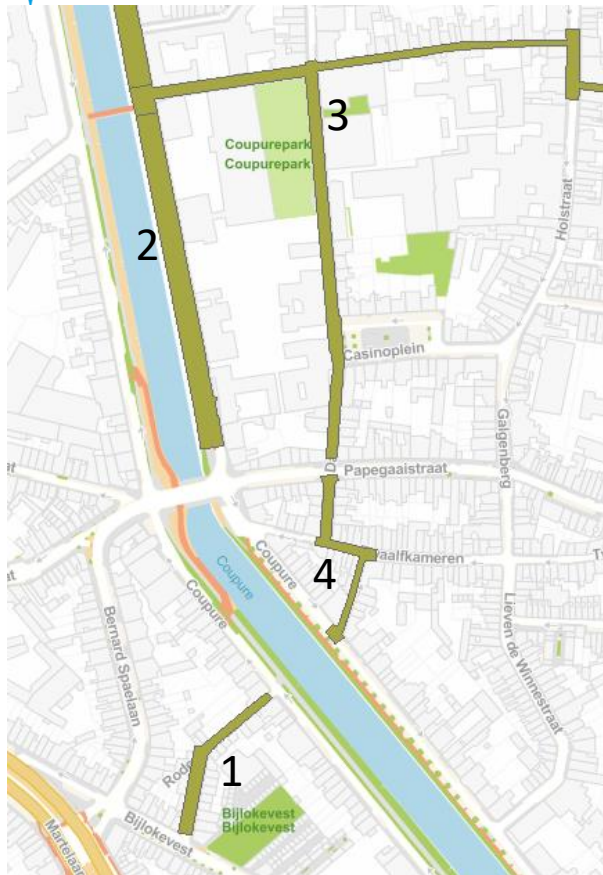 3
Coupurepark
Coupurepark
2
Holstraat
Casinoplein
Papegaaistraat
Galgenberg
Coupure
Coupure
4
Coupure
Bernard Spaelaan
Lieven de Winnestraat
1
Bijlokevest
Bijlokevest
Bijlokevest